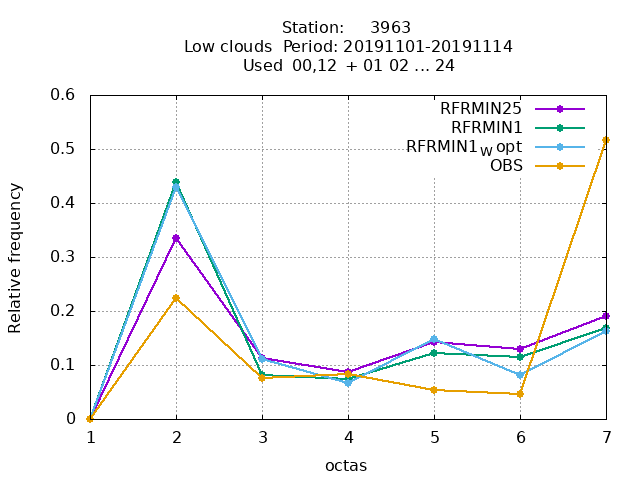 Station: 3963
Low clouds Period: 20191101-20191114
Used 00,12 + 01 02 ... 24
0.6
0.5
0.4
0.3
0.2
0.1
0
Relative frequency
RFRMIN25
RFRMIN1
RFRMIN1w opt
OBS
1 2 3 4 5 6 7
octas